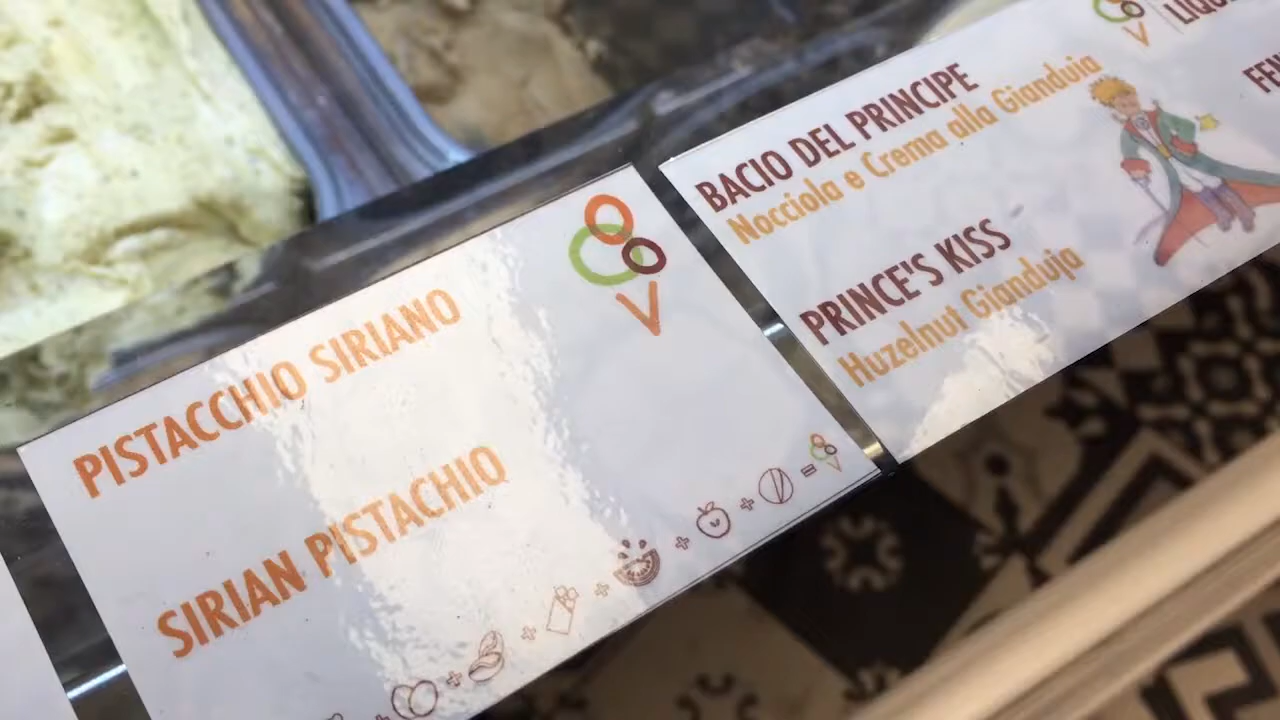 PISTACCHIO SIRIANO
SIRIAN PISTACHIO
BACIO DEL PRINCIPE
Nocciola e Crema alla Gianduia
PRINCE'S KISS
Huzelnut Gianduja